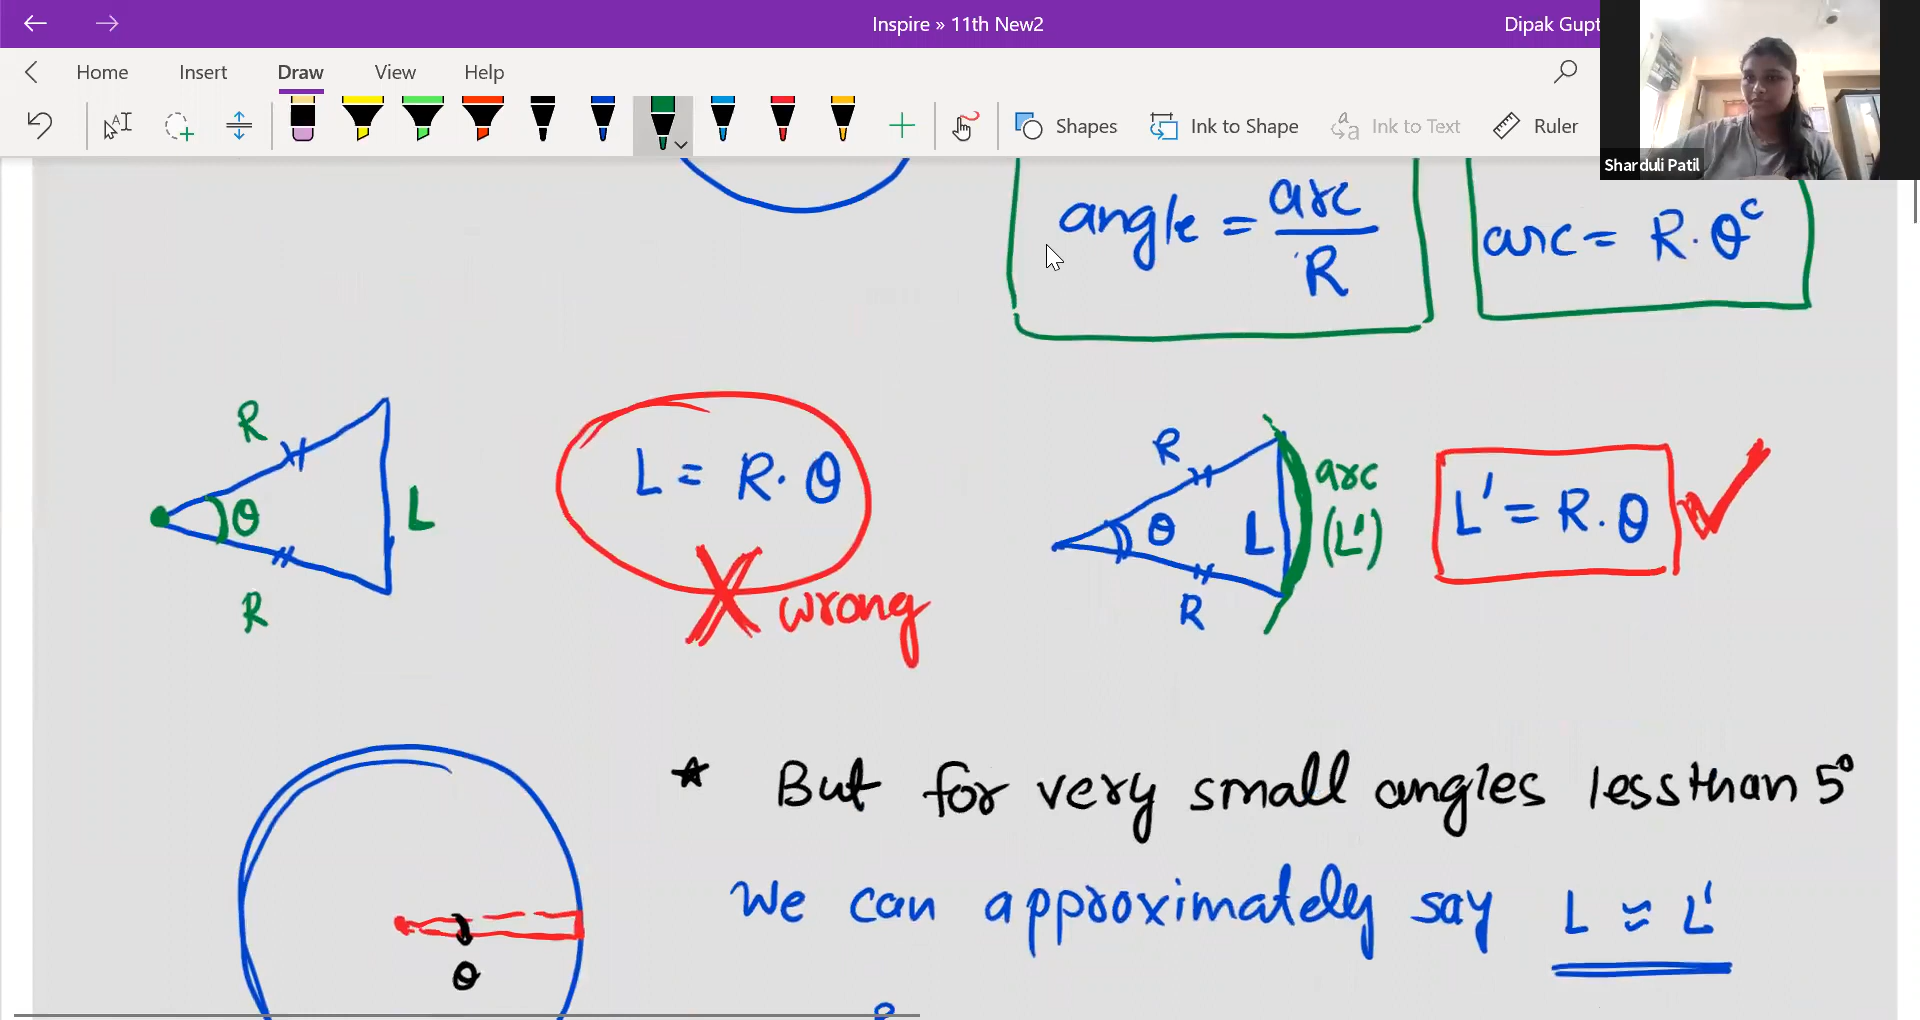 Inspire » 11th New2
Dipak Gupt
Home Insert Draw View Help
Shapes Ink to Shape Ink to Text Ruler
Sharduli Patil
angle = arc / R
arc = R · θᶜ
R
θ
L
R
L = R · θ
wrong
R
θ
L
R
arc
(L')
L' = R . θ
* But for very small angles less than 5°
We can approximately say L ≈ L'
θ